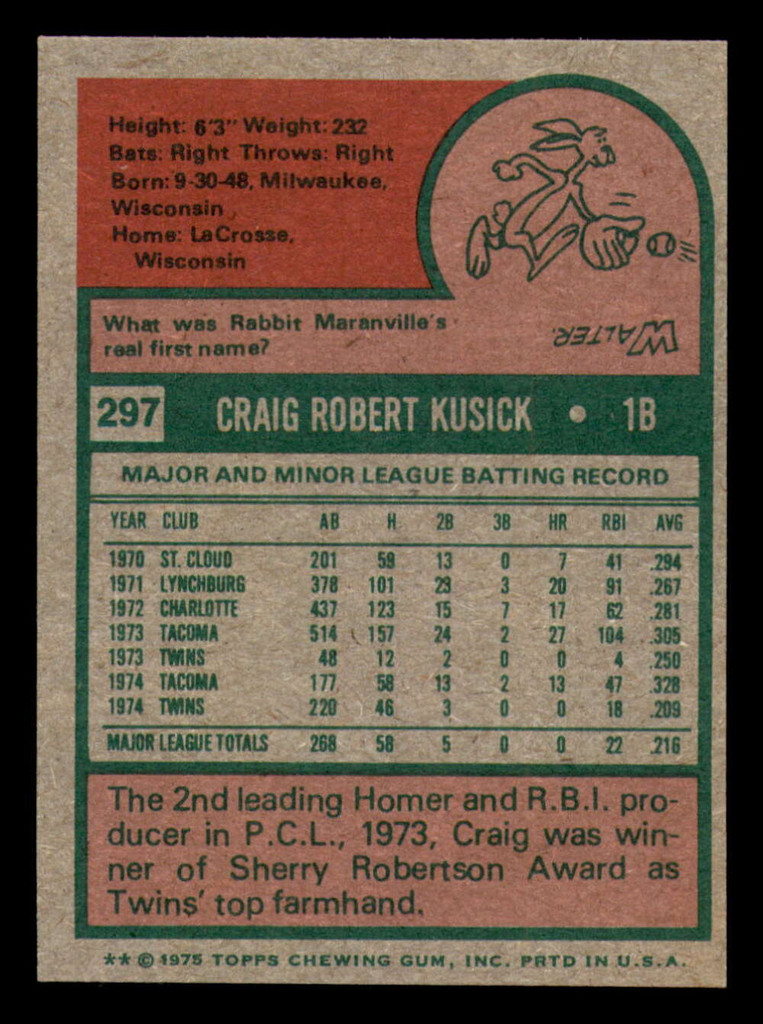 Height: 6'3" Weight: 232
Bats: Right Throws: Right
Born: 9-30-48, Milwaukee,
Wisconsin
Home: LaCrosse,
Wisconsin
What was Rabbit Maranville's
real first name?
WALTER.
297 CRAIG ROBERT KUSICK • 1B
MAJOR AND MINOR LEAGUE BATTING RECORD
YEAR CLUB AB H 2B 3B HR RBI AVG
1970 ST. CLOUD 201 59 13 0 7 41 .294
1971 LYNCHBURG 378 101 23 3 20 91 .267
1972 CHARLOTTE 437 123 15 7 17 62 .281
1973 TACOMA 514 157 24 2 27 104 .305
1973 TWINS 48 12 2 0 0 4 .250
1974 TACOMA 177 58 13 2 13 47 .328
1974 TWINS 220 46 3 0 0 18 .209
MAJOR LEAGUE TOTALS 268 58 5 0 0 22 .216
The 2nd leading Homer and R.B.I. pro-
ducer in P.C.L., 1973, Craig was win-
ner of Sherry Robertson Award as
Twins' top farmhand.
** © 1975 TOPPS CHEWING GUM, INC. PRTD IN U.S.A.